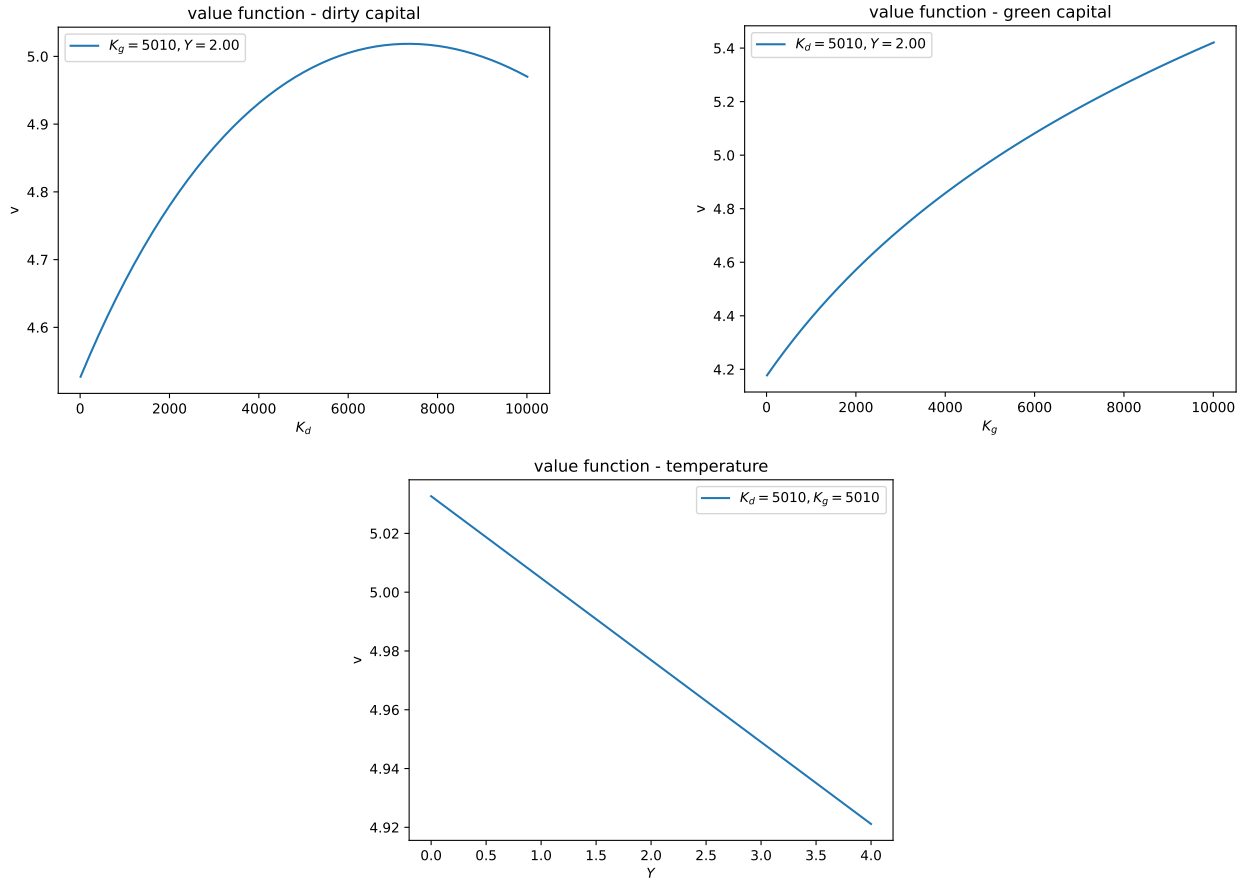 value function - dirty capital
K_g = 5010, Y = 2.00
5.0
4.9
4.8
4.7
4.6
v
0 2000 4000 6000 8000 10000
K_d
value function - green capital
K_d = 5010, Y = 2.00
5.4
5.2
5.0
4.8
4.6
4.4
4.2
v
0 2000 4000 6000 8000 10000
K_g
value function - temperature
K_d = 5010, K_g = 5010
5.02
5.00
4.98
4.96
4.94
4.92
v
0.0 0.5 1.0 1.5 2.0 2.5 3.0 3.5 4.0
Y